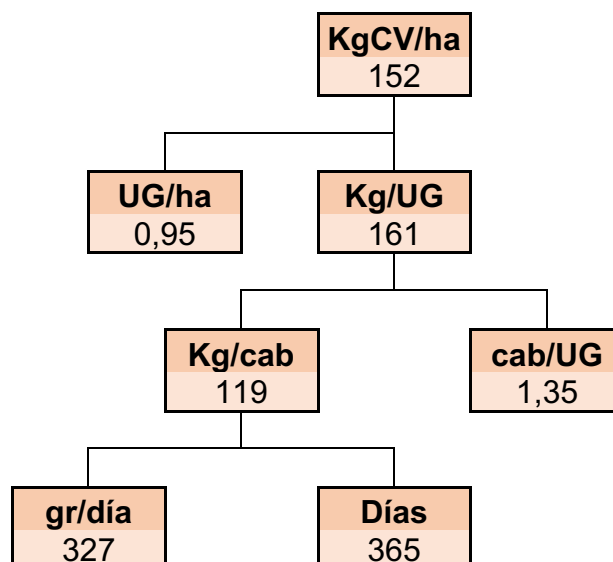 KgCV/ha
152
UG/ha
0,95
Kg/UG
161
Kg/cab
119
cab/UG
1,35
gr/día
327
Días
365